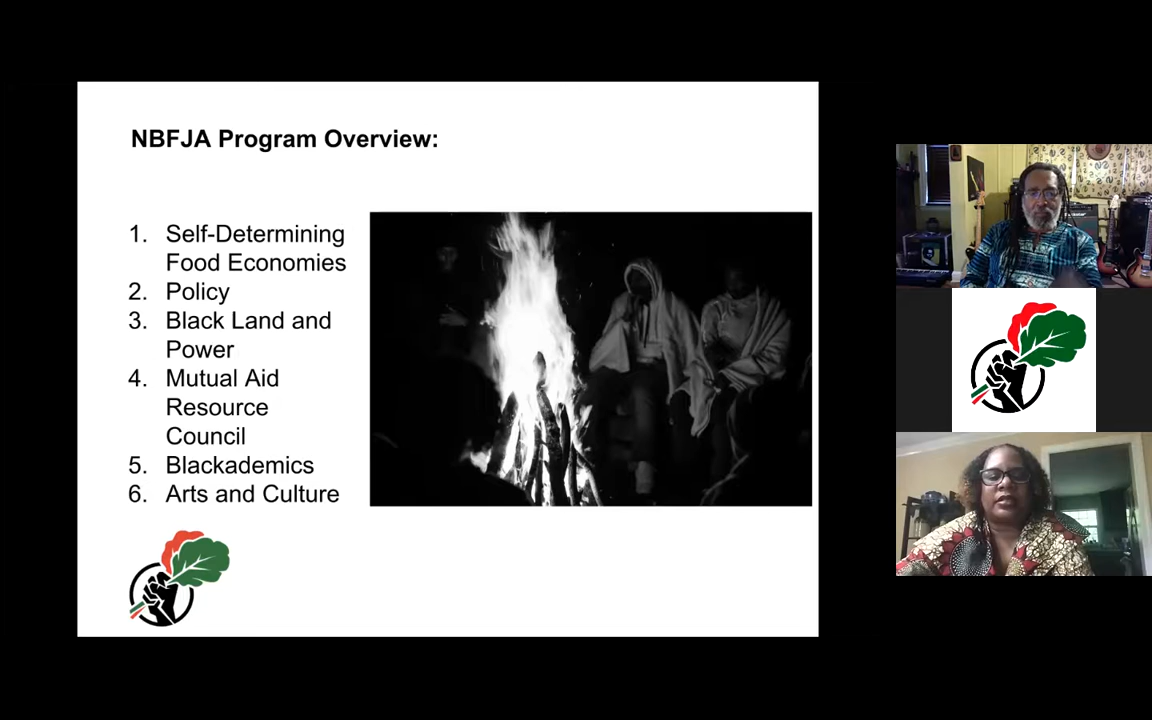 NBFJA Program Overview:
1. Self-Determining
Food Economies
2. Policy
3. Black Land and
Power
4. Mutual Aid
Resource
Council
5. Blackademics
6. Arts and Culture